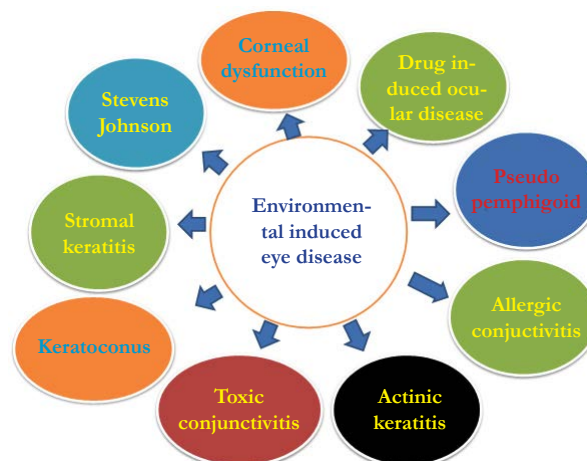 Corneal
dysfunction
Drug in-
duced ocu-
lar disease
Pseudo
pemphigoid
Allergic
conjuctivitis
Actinic
keratitis
Toxic
conjunctivitis
Keratoconus
Stromal
keratitis
Stevens
Johnson
Environmen-
tal induced
eye disease